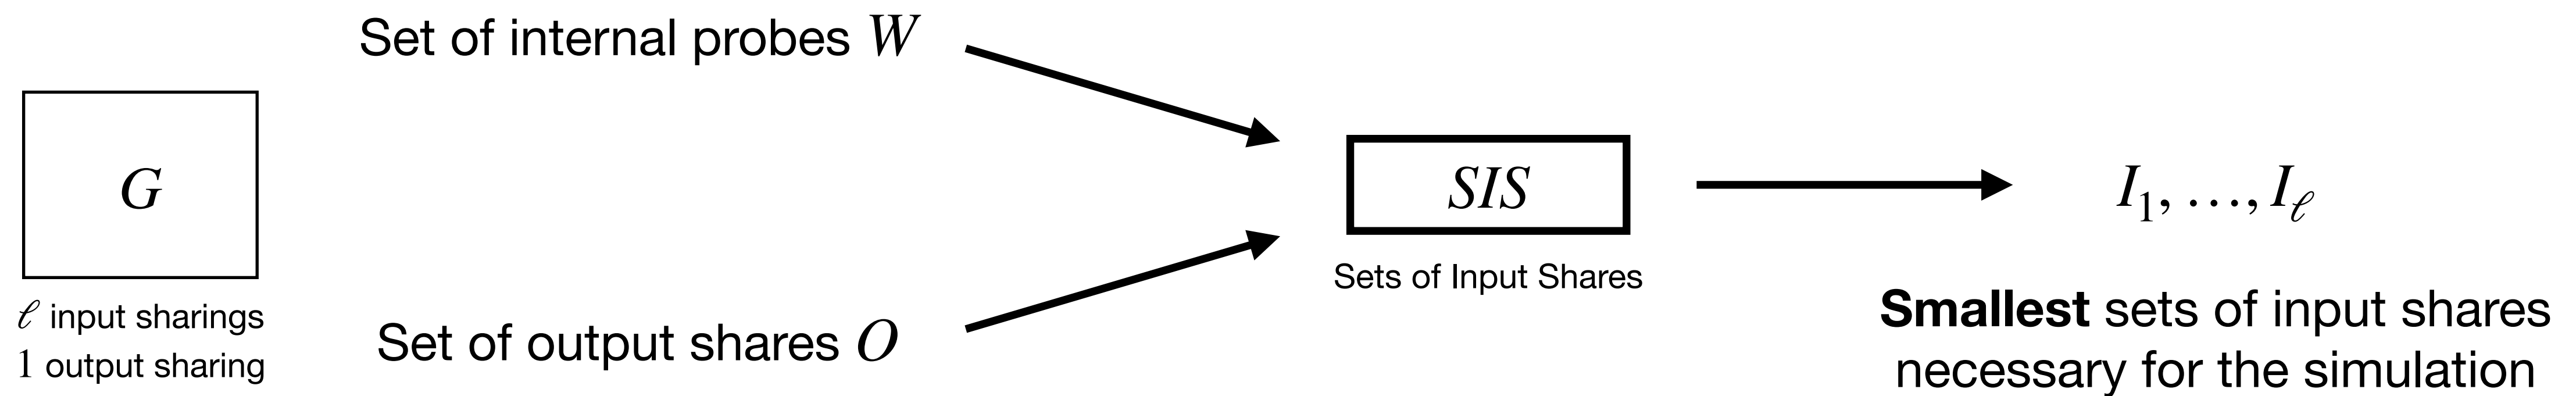 G
ℓ input sharings
1 output sharing
Set of internal probes W
Set of output shares O
SIS
Sets of Input Shares
I₁, …, I_ℓ
Smallest sets of input shares
necessary for the simulation